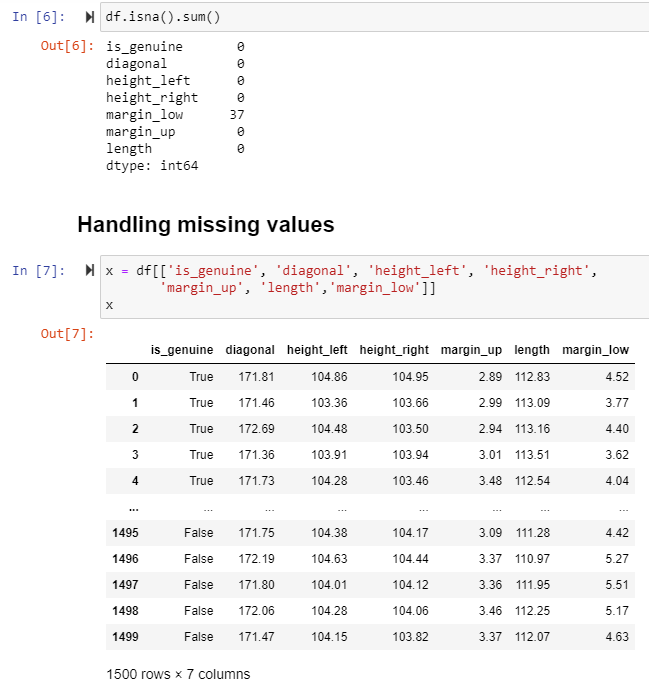 In [6]: df.isna().sum()
Out[6]: is_genuine 0
diagonal 0
height_left 0
height_right 0
margin_low 37
margin_up 0
length 0
dtype: int64
Handling missing values
In [7]: x = df[['is_genuine', 'diagonal', 'height_left', 'height_right',
'margin_up', 'length','margin_low']]
x
Out[7]:
is_genuine diagonal height_left height_right margin_up length margin_low
0 True 171.81 104.86 104.95 2.89 112.83 4.52
1 True 171.46 103.36 103.66 2.99 113.09 3.77
2 True 172.69 104.48 103.50 2.94 113.16 4.40
3 True 171.36 103.91 103.94 3.01 113.51 3.62
4 True 171.73 104.28 103.46 3.48 112.54 4.04
... ... ... ... ... ... ... ...
1495 False 171.75 104.38 104.17 3.09 111.28 4.42
1496 False 172.19 104.63 104.44 3.37 110.97 5.27
1497 False 171.80 104.01 104.12 3.36 111.95 5.51
1498 False 172.06 104.28 104.06 3.46 112.25 5.17
1499 False 171.47 104.15 103.82 3.37 112.07 4.63
1500 rows × 7 columns